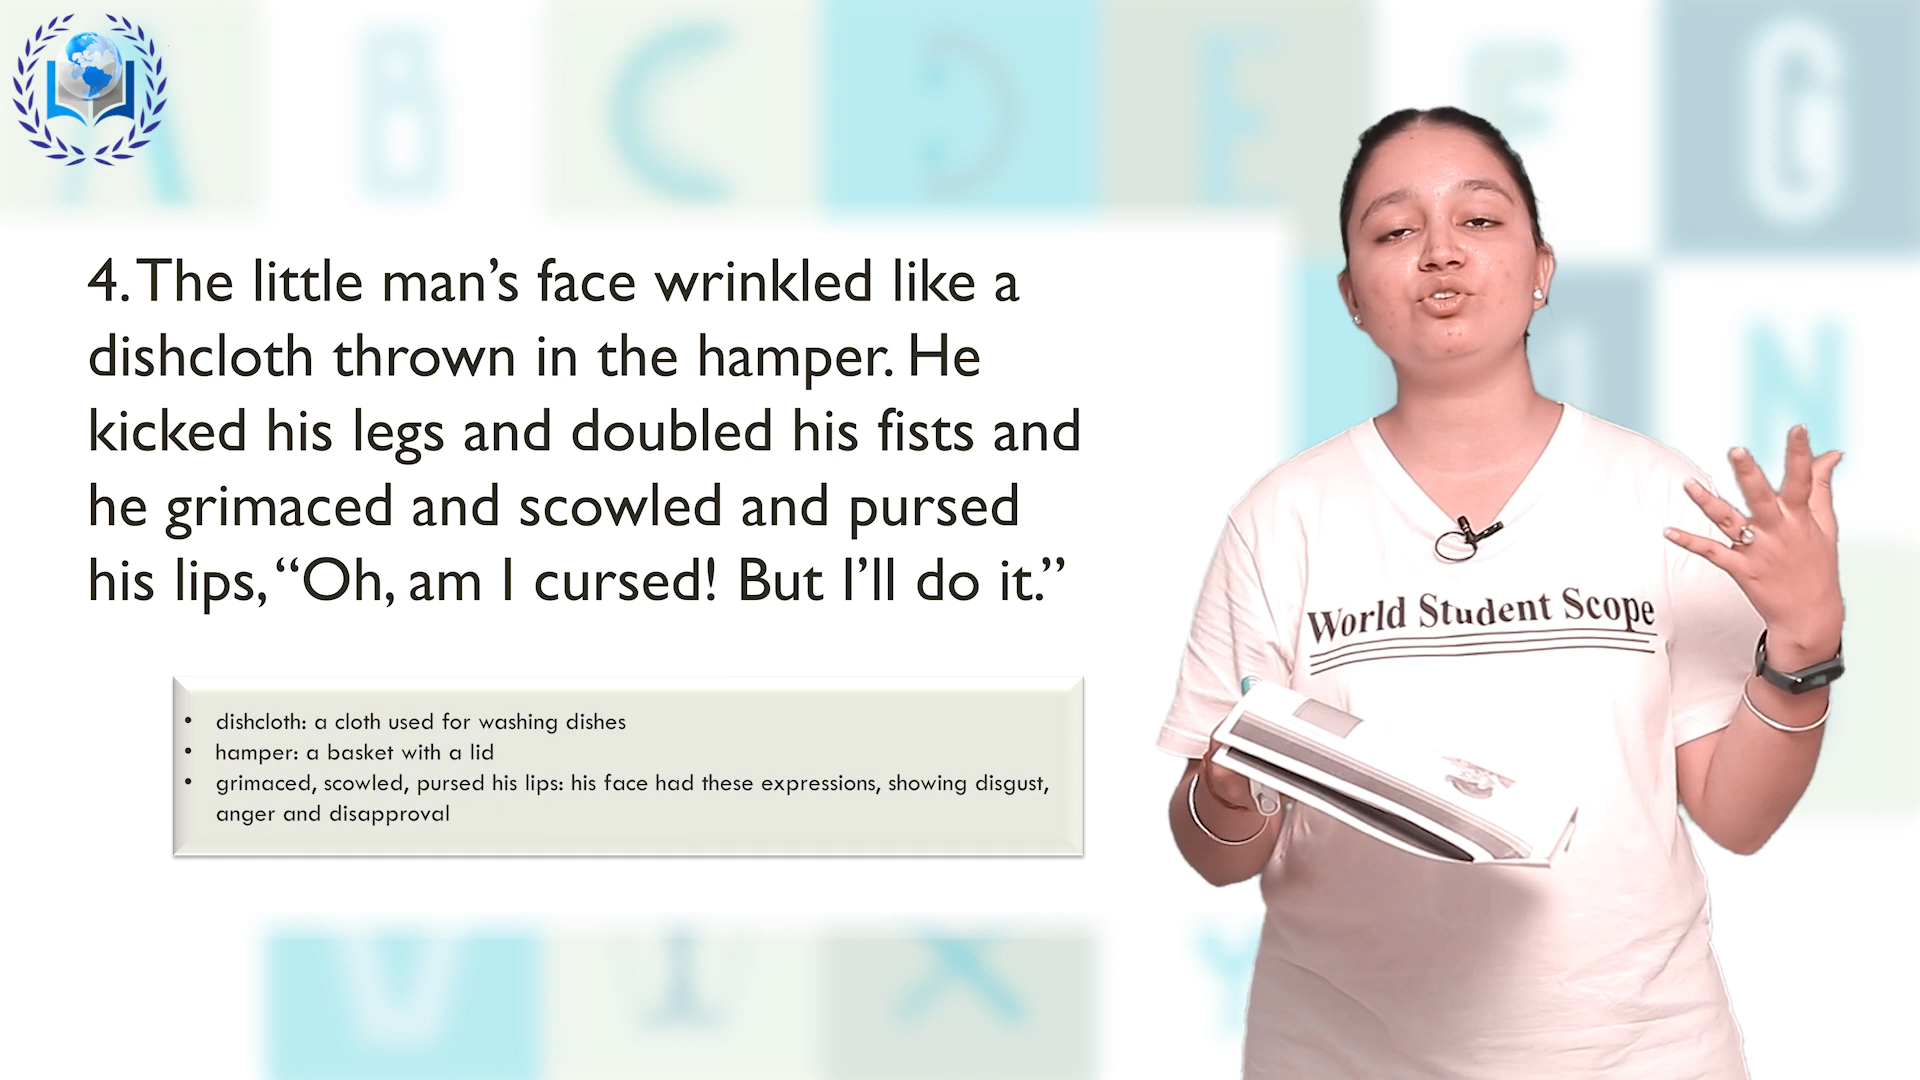 4. The little man’s face wrinkled like a
dishcloth thrown in the hamper. He
kicked his legs and doubled his fists and
he grimaced and scowled and pursed
his lips, “Oh, am I cursed! But I’ll do it.”
• dishcloth: a cloth used for washing dishes
• hamper: a basket with a lid
• grimaced, scowled, pursed his lips: his face had these expressions, showing disgust,
anger and disapproval
World Student Scope
A B C D E F G
N
V W X Y